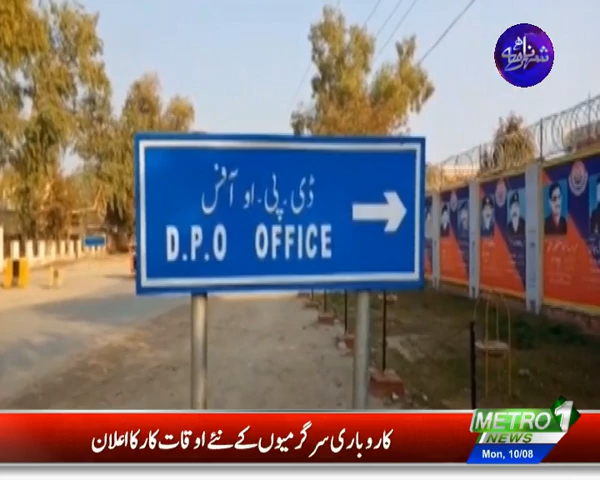 ڈی۔پی۔او آفس
D.P.O OFFICE
کاروباری سرگرمیوں کے نئے اوقات کار کا اعلان
METRO 1
NEWS
Mon, 10/08